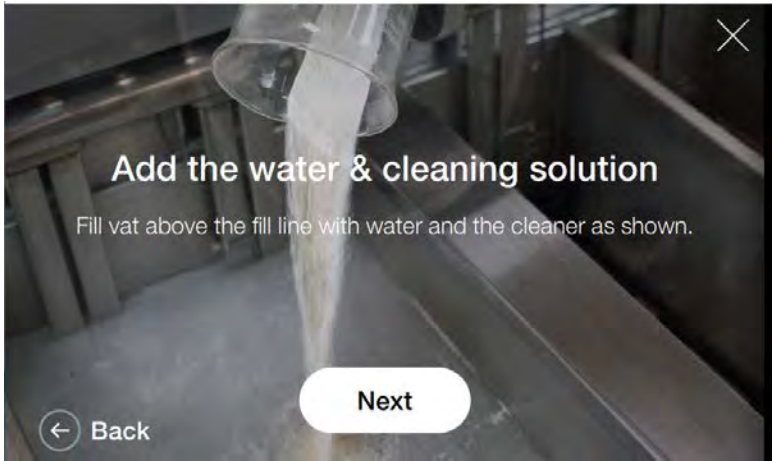 Add the water & cleaning solution
Fill vat above the fill line with water and the cleaner as shown.
Next
Back